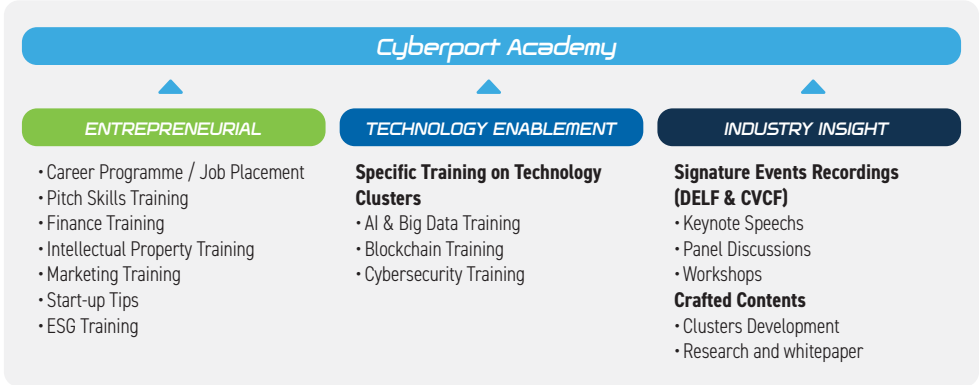 Cyberport Academy
ENTREPRENEURIAL
• Career Programme / Job Placement
• Pitch Skills Training
• Finance Training
• Intellectual Property Training
• Marketing Training
• Start-up Tips
• ESG Training
TECHNOLOGY ENABLEMENT
Specific Training on Technology
Clusters
• AI & Big Data Training
• Blockchain Training
• Cybersecurity Training
INDUSTRY INSIGHT
Signature Events Recordings
(DELF & CVCF)
• Keynote Speechs
• Panel Discussions
• Workshops
Crafted Contents
• Clusters Development
• Research and whitepaper